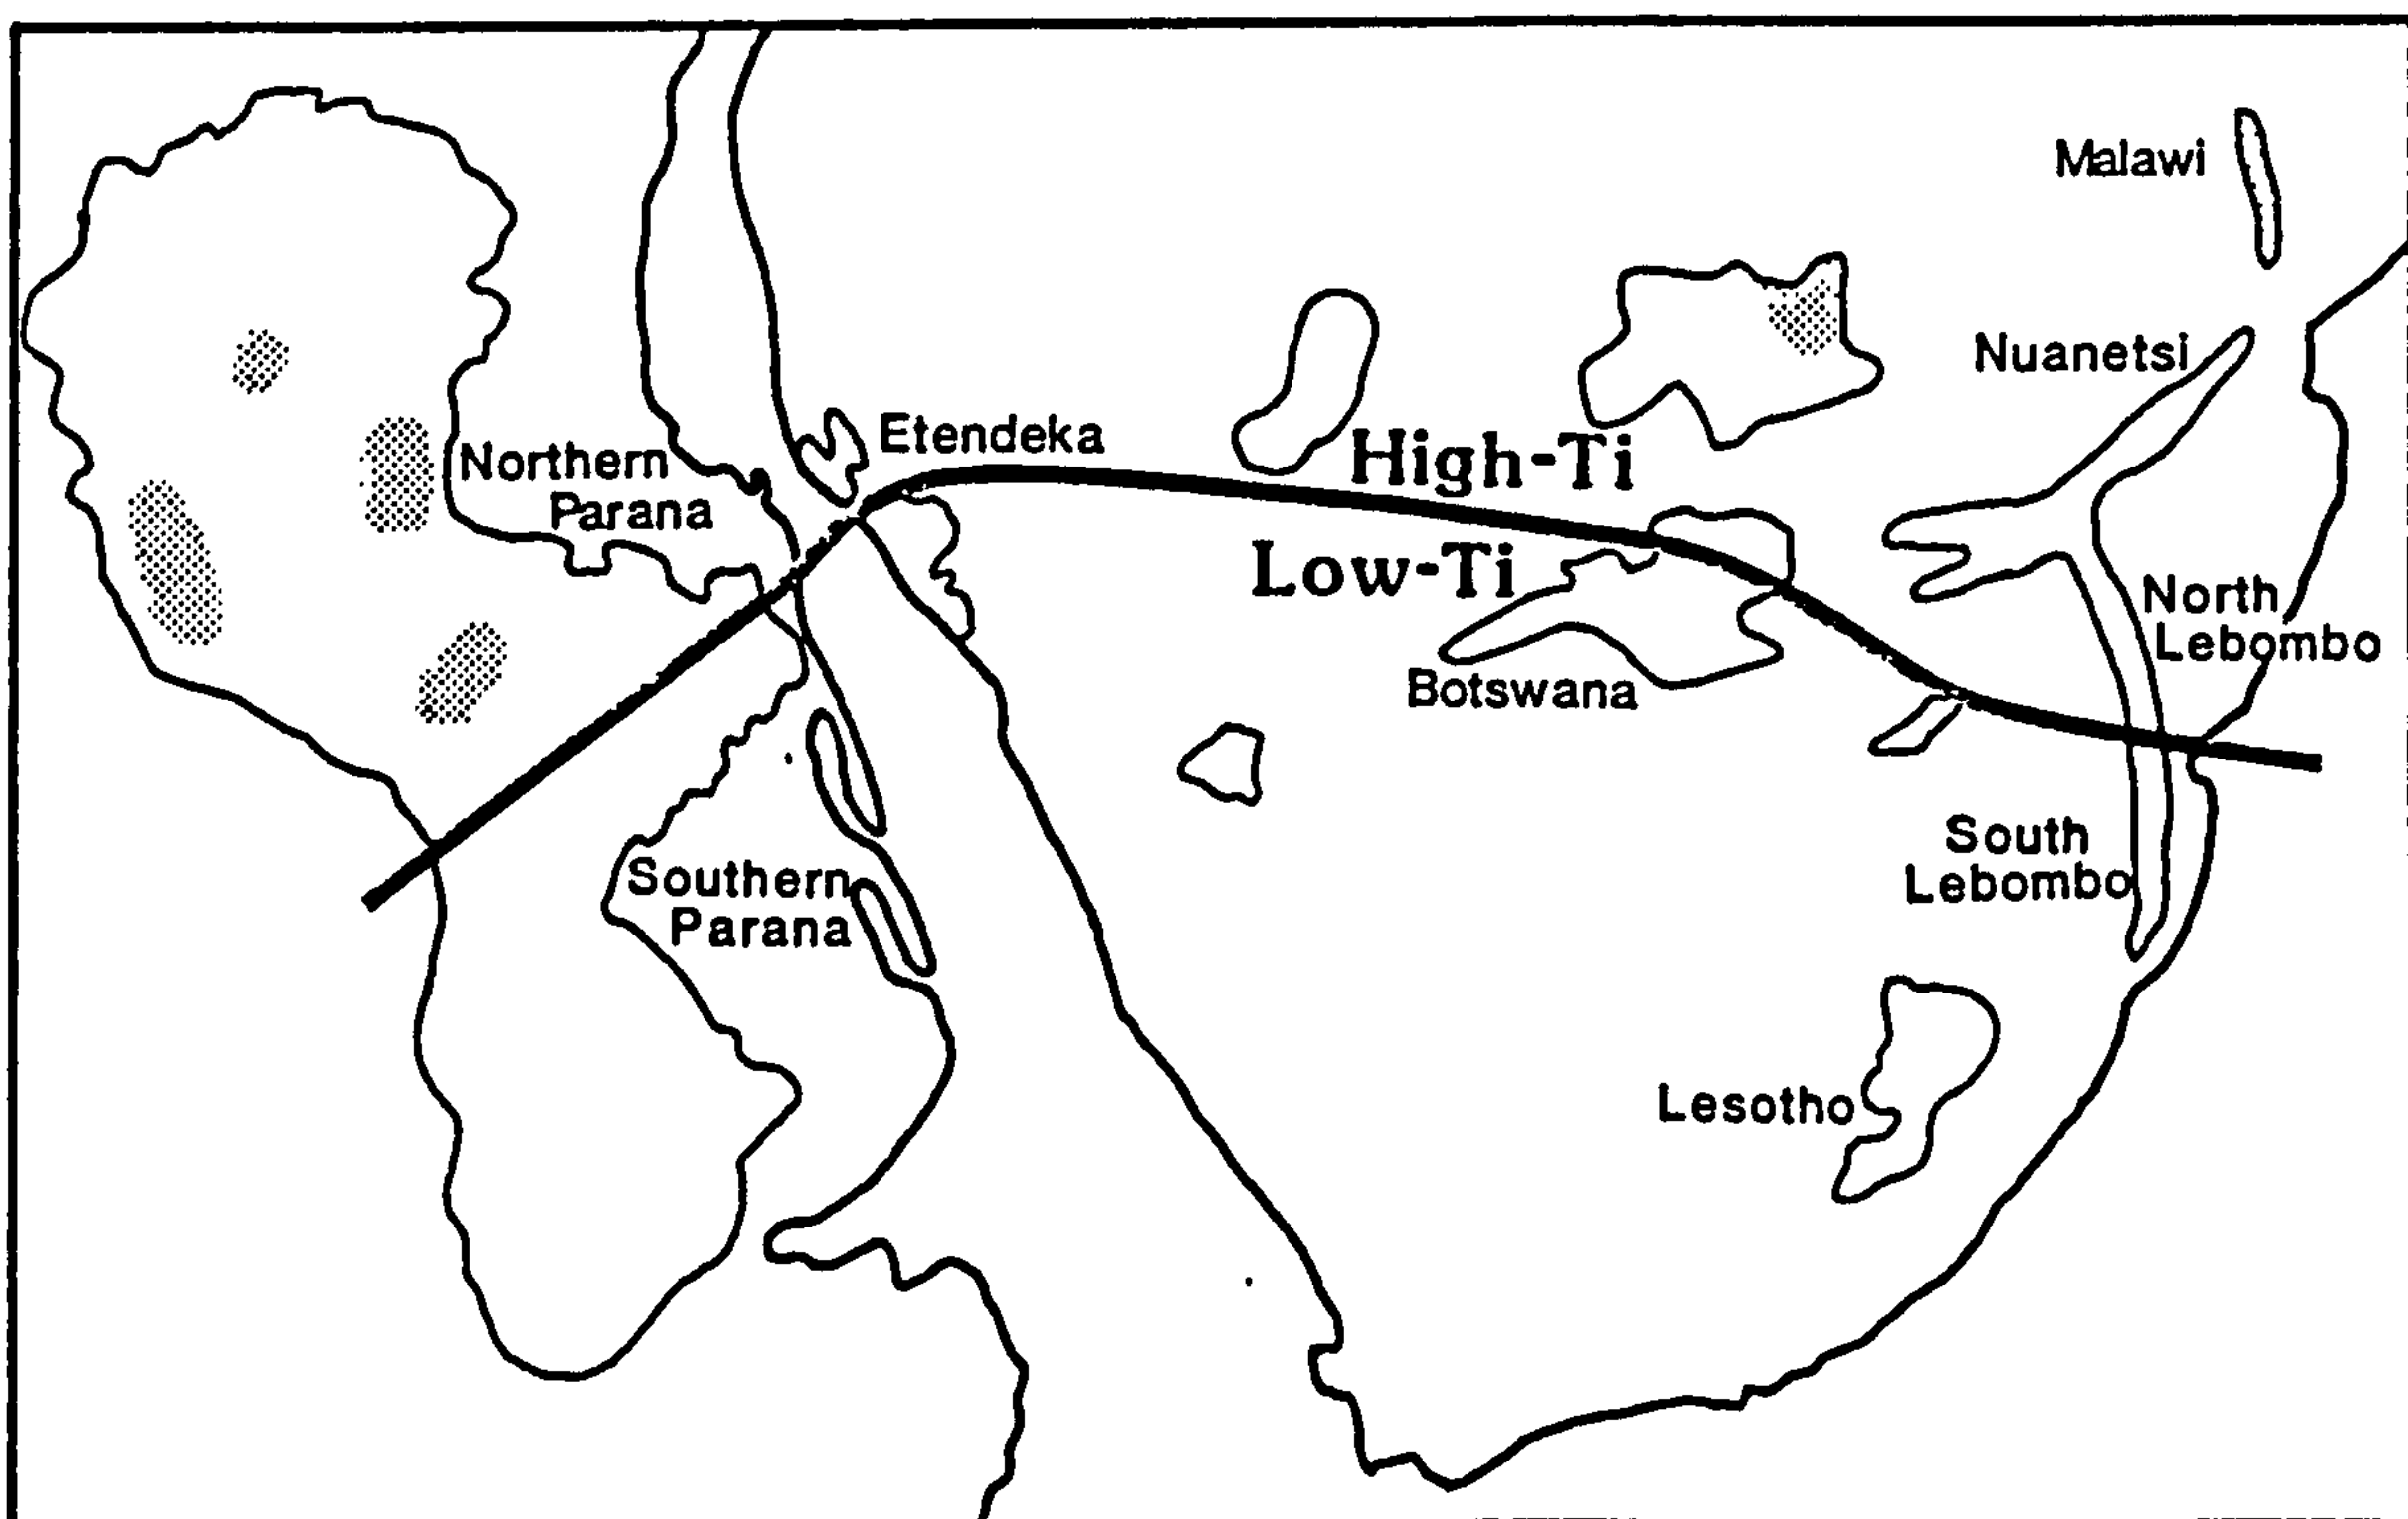 Malawi
Nuanetsi
Etendeka
Northern
Parana
High-Ti
Low-Ti
North
Lebombo
Botswana
South
Lebombo
Southern
Parana
Lesotho